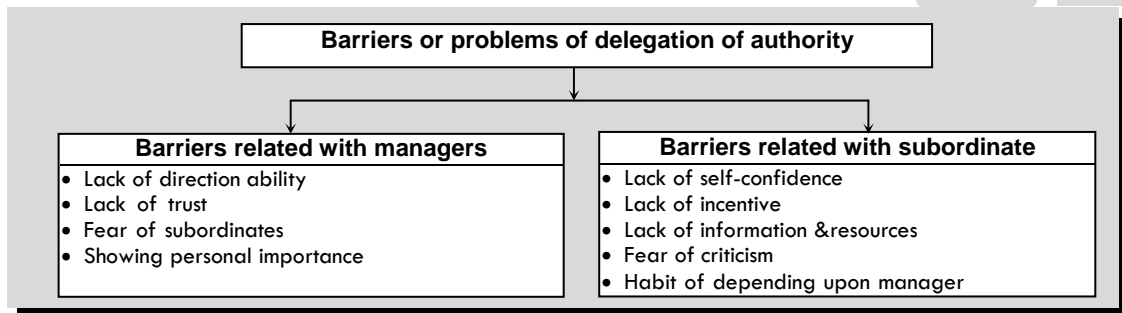 Barriers or problems of delegation of authority
Barriers related with managers
• Lack of direction ability
• Lack of trust
• Fear of subordinates
• Showing personal importance
Barriers related with subordinate
• Lack of self-confidence
• Lack of incentive
• Lack of information &resources
• Fear of criticism
• Habit of depending upon manager